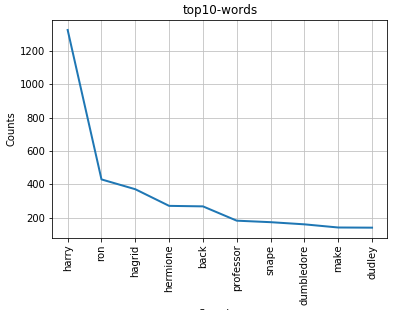 top10-words
1200
1000
800
600
400
200
Counts
harry
ron
hagrid
hermione
back
professor
snape
dumbledore
make
dudley